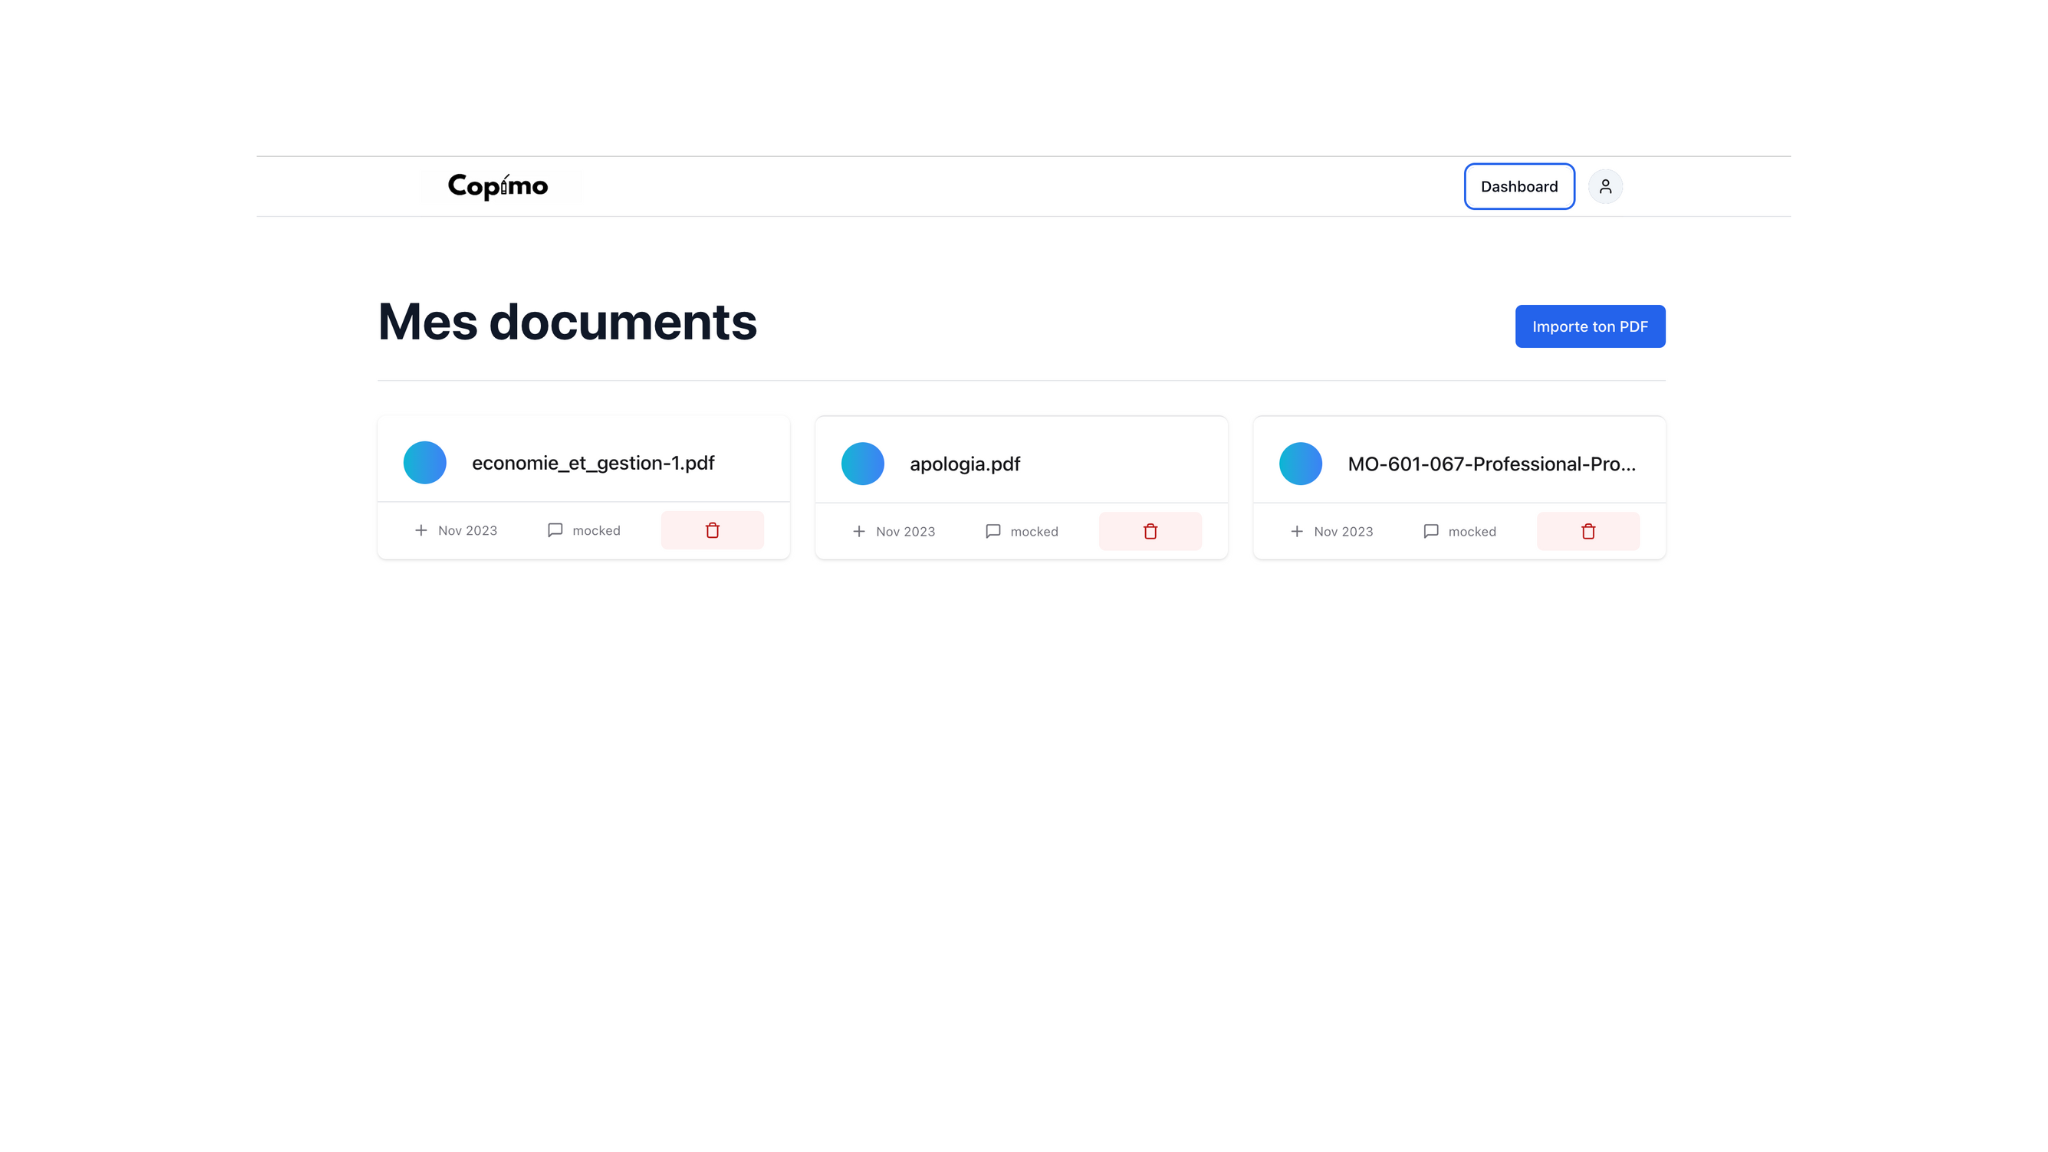 Copimo
Dashboard
Mes documents
Importe ton PDF
economie_et_gestion-1.pdf
Nov 2023
mocked
apologia.pdf
Nov 2023
mocked
MO-601-067-Professional-Pro...
Nov 2023
mocked